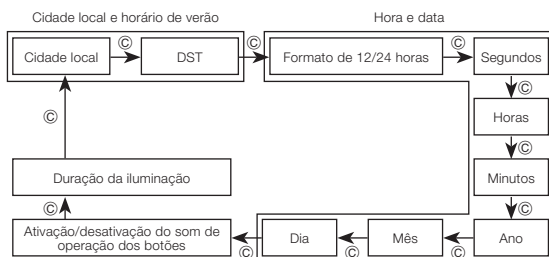 Cidade local e horário de verão
Hora e data
Cidade local
Ⓒ
DST
Ⓒ
Formato de 12/24 horas
Ⓒ
Segundos
Ⓒ
Horas
Ⓒ
Minutos
Ⓒ
Ano
Ⓒ
Mês
Ⓒ
Dia
Ⓒ
Ativação/desativação do som de
operação dos botões
Ⓒ
Duração da iluminação
Ⓒ